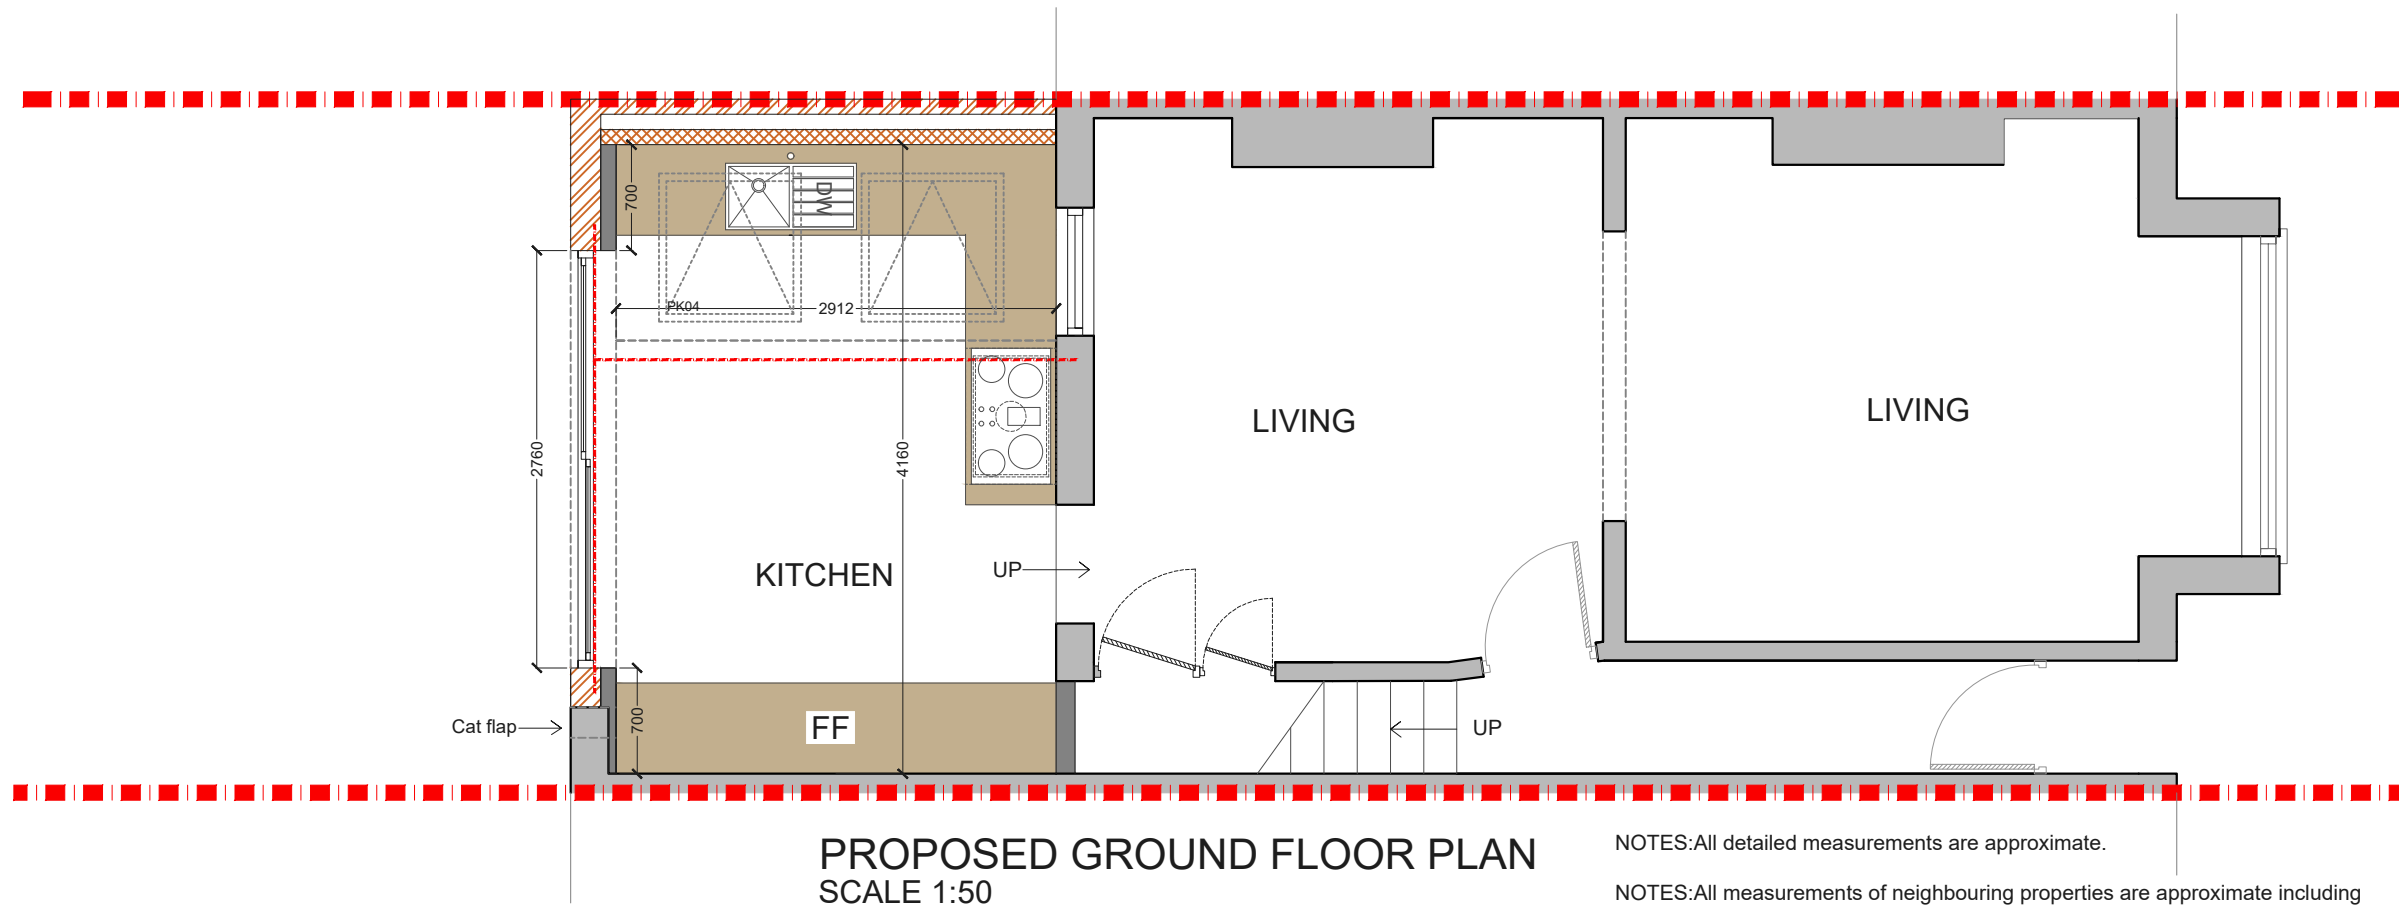 DW
700
PK04
2912
LIVING
LIVING
2760
4160
KITCHEN
UP
FF
700
Cat flap
UP
PROPOSED GROUND FLOOR PLAN
SCALE 1:50
NOTES:All detailed measurements are approximate.
NOTES:All measurements of neighbouring properties are approximate including